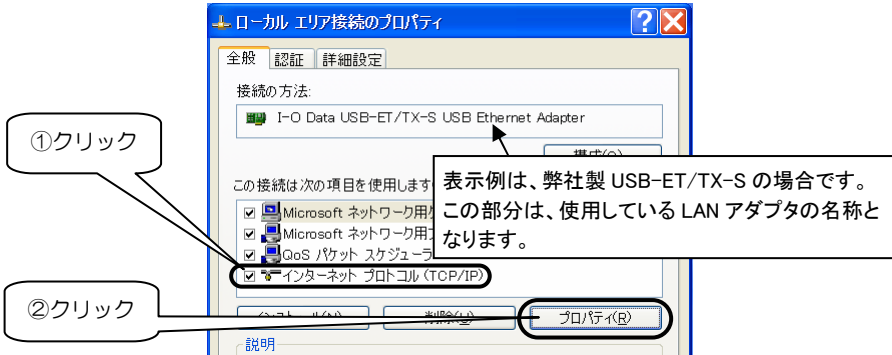 ローカル エリア接続のプロパティ
全般 認証 詳細設定
接続の方法:
I-O Data USB-ET/TX-S USB Ethernet Adapter
①クリック
表示例は、弊社製 USB-ET/TX-S の場合です。
この部分は、使用している LAN アダプタの名称と
なります。
この接続は次の項目を使用します
Microsoft ネットワーク用
Microsoft ネットワーク用
QoS パケット スケジューラ
インターネット プロトコル (TCP/IP)
②クリック
プロパティ(R)
説明